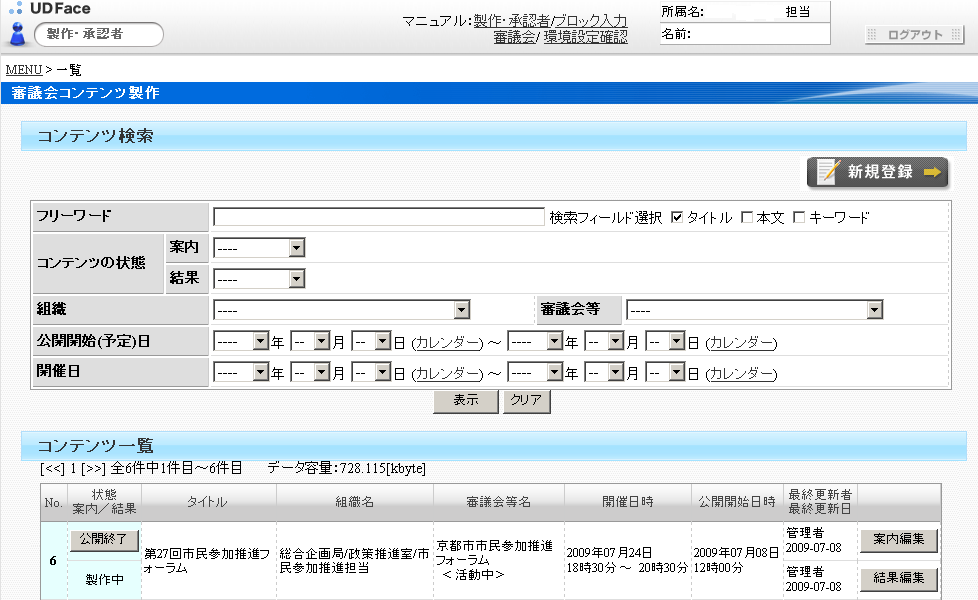 UDFace
製作・承認者
マニュアル:製作・承認者/ブロック入力
審議会/ 環境設定確認
所属名: 担当
名前:
ログアウト
MENU > 一覧
審議会コンテンツ製作
コンテンツ検索
新規登録
フリーワード 検索フィールド選択 タイトル 本文 キーワード
コンテンツの状態 案内 ----
結果 ----
組織 ---- 審議会等 ----
公開開始(予定)日 ---- 年 -- 月 -- 日 (カレンダー) ～ ---- 年 -- 月 -- 日 (カレンダー)
開催日 ---- 年 -- 月 -- 日 (カレンダー) ～ ---- 年 -- 月 -- 日 (カレンダー)
表示 クリア
コンテンツ一覧
[<<] 1 [>>] 全6件中1件目～6件目 データ容量:728.115[kbyte]
No. 状態 案内／結果 タイトル 組織名 審議会等名 開催日時 公開開始日時 最終更新者 最終更新日
6
公開終了
製作中
第27回市民参加推進フ
ォーラム
総合企画局/政策推進室/市
民参加推進担当
京都市市民参加推進
フォーラム
＜活動中＞
2009年07月24日
18時30分 ～ 20時30分
2009年07月08日
12時00分
管理者
2009-07-08
管理者
2009-07-08
案内編集
結果編集